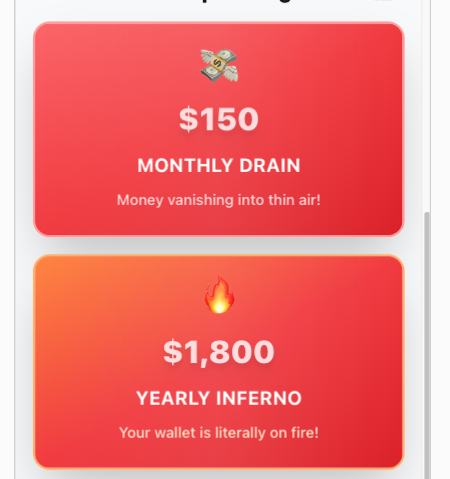 $150
MONTHLY DRAIN
Money vanishing into thin air!
$1,800
YEARLY INFERNO
Your wallet is literally on fire!